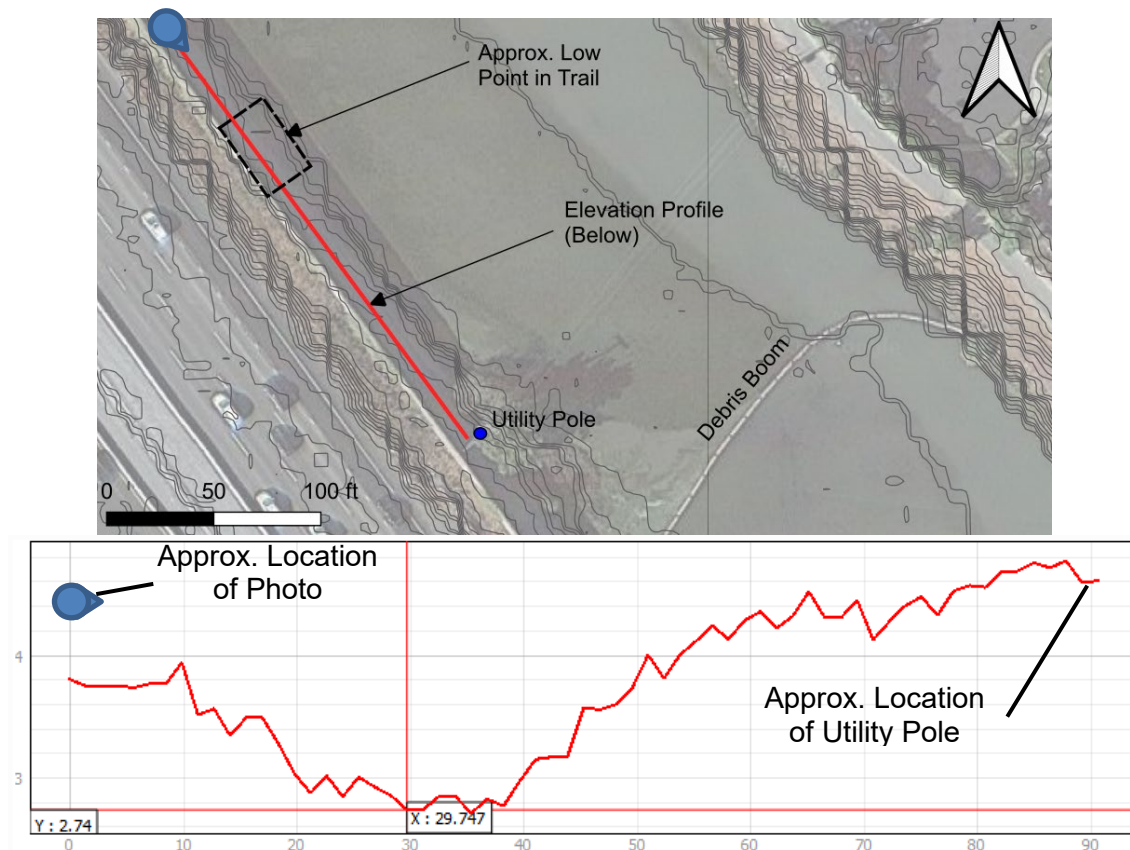 Approx. Low
Point in Trail
Elevation Profile
(Below)
Debris Boom
Utility Pole
0 50 100 ft
Approx. Location
of Photo
4
Approx. Location
of Utility Pole
3
Y : 2.74
X : 29.747
0 10 20 30 40 50 60 70 80 90